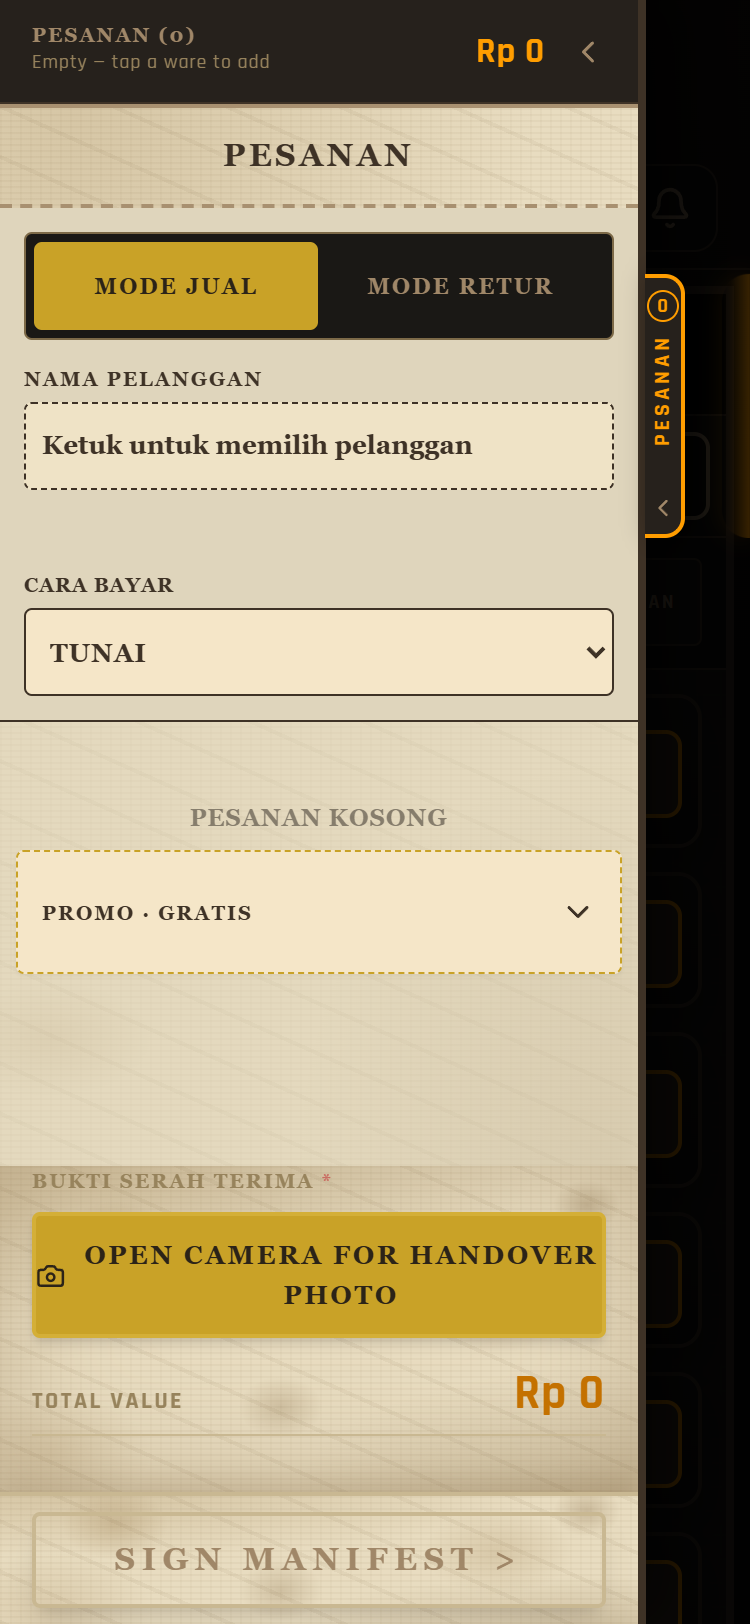 PESANAN (0)
Empty — tap a ware to add
Rp 0
PESANAN
MODE JUAL
MODE RETUR
NAMA PELANGGAN
Ketuk untuk memilih pelanggan
CARA BAYAR
TUNAI
PESANAN KOSONG
PROMO · GRATIS
BUKTI SERAH TERIMA *
OPEN CAMERA FOR HANDOVER
PHOTO
TOTAL VALUE
Rp 0
SIGN MANIFEST >
0
PESANAN
AN